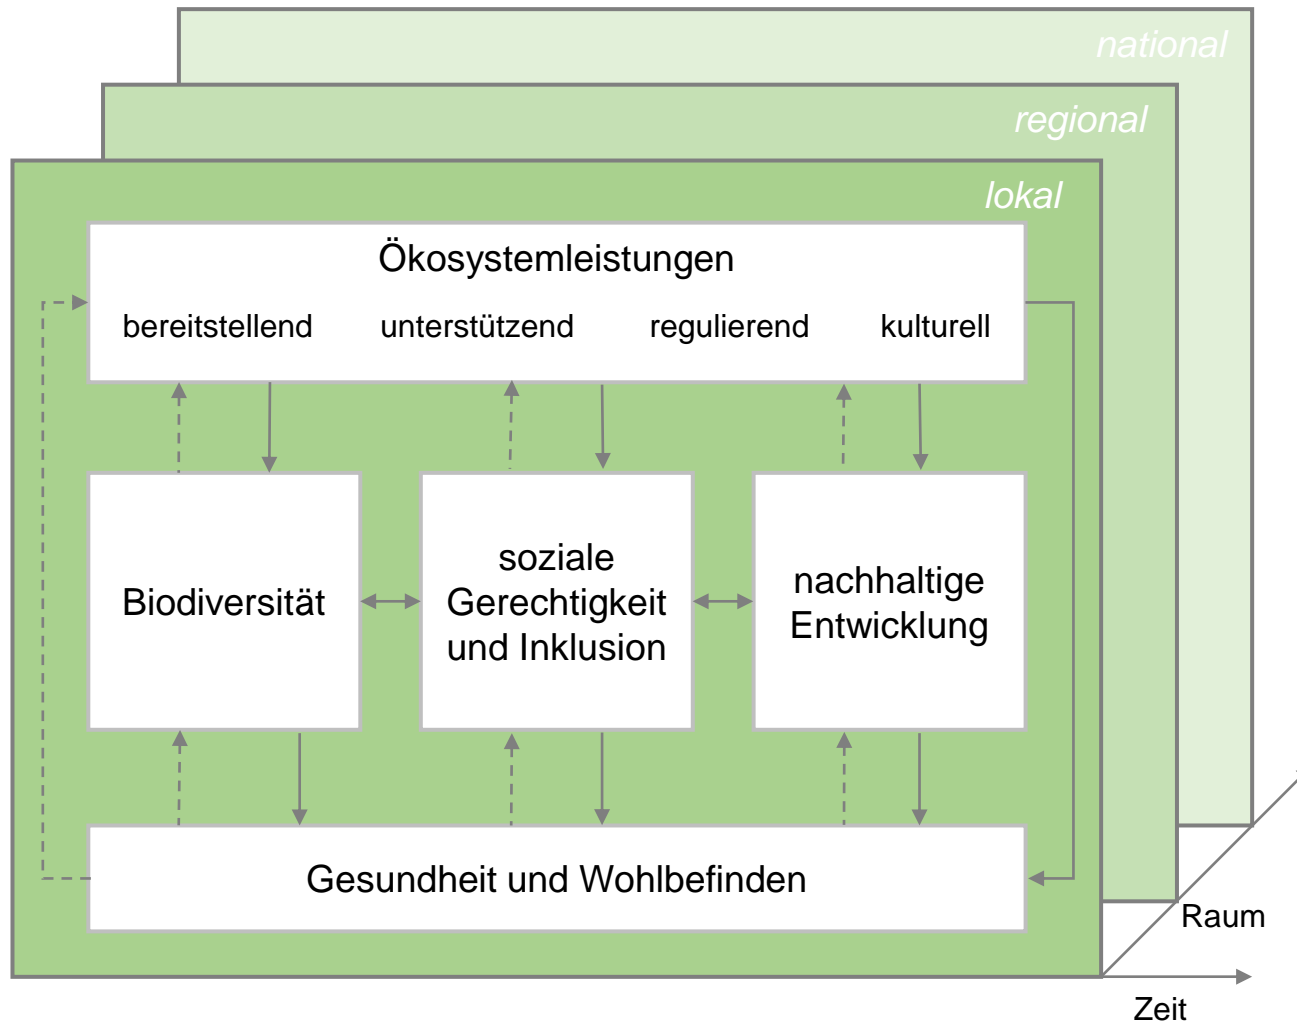 national
regional
lokal
Ökosystemleistungen
bereitstellend unterstützend regulierend kulturell
Biodiversität
soziale
Gerechtigkeit
und Inklusion
nachhaltige
Entwicklung
Gesundheit und Wohlbefinden
Raum
Zeit